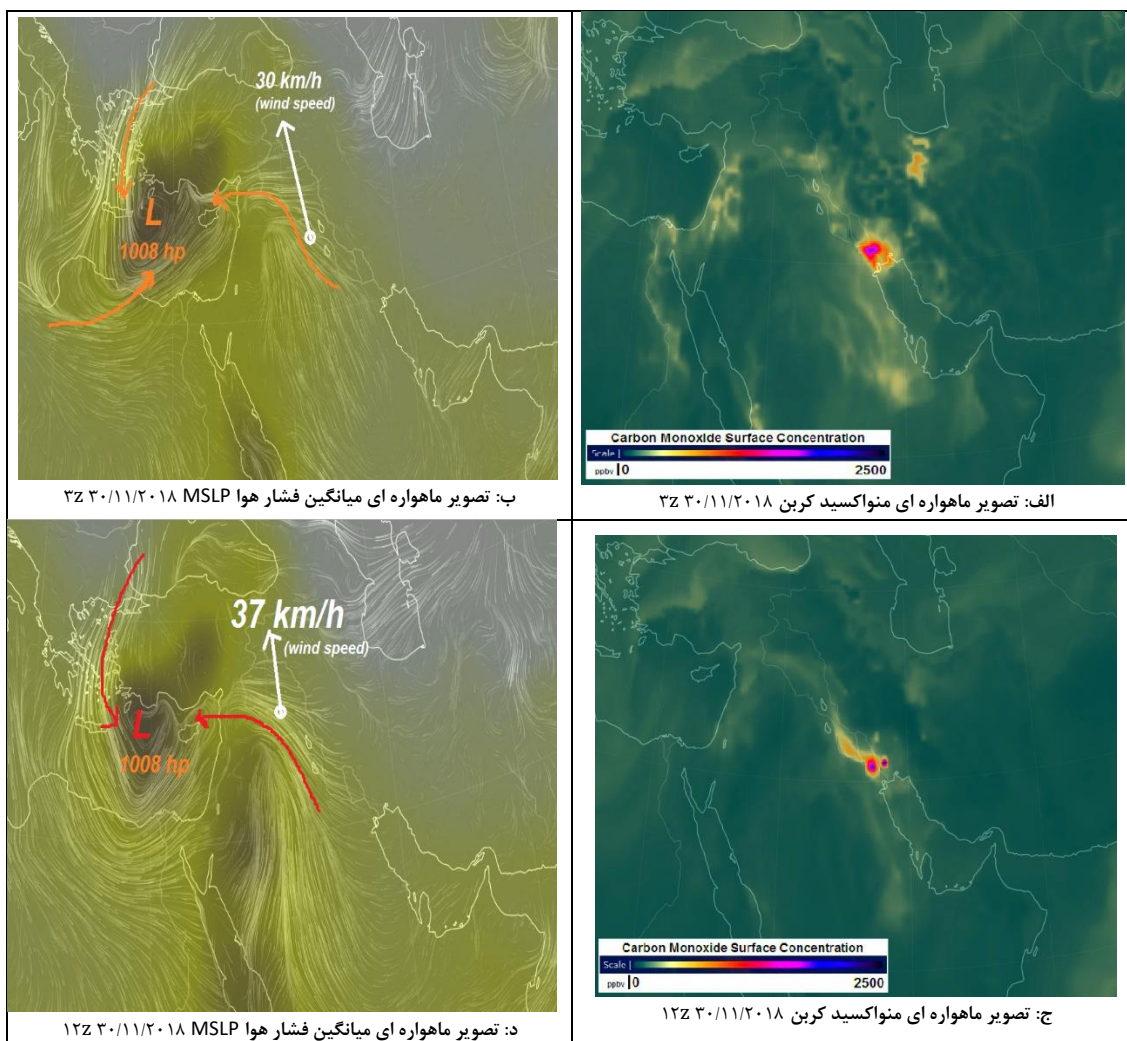 Carbon Monoxide Surface Concentration
Scale
ppbv 0 2500
الف: تصویر ماهواره ای منواکسید کربن ۳z ۳۰/۱۱/۲۰۱۸
30 km/h
(wind speed)
L
1008 hp
ب: تصویر ماهواره ای میانگین فشار هوا MSLP ۳z ۳۰/۱۱/۲۰۱۸
Carbon Monoxide Surface Concentration
Scale
ppbv 0 2500
ج: تصویر ماهواره ای منواکسید کربن ۱۲z ۳۰/۱۱/۲۰۱۸
37 km/h
(wind speed)
L
1008 hp
د: تصویر ماهواره ای میانگین فشار هوا MSLP ۱۲z ۳۰/۱۱/۲۰۱۸